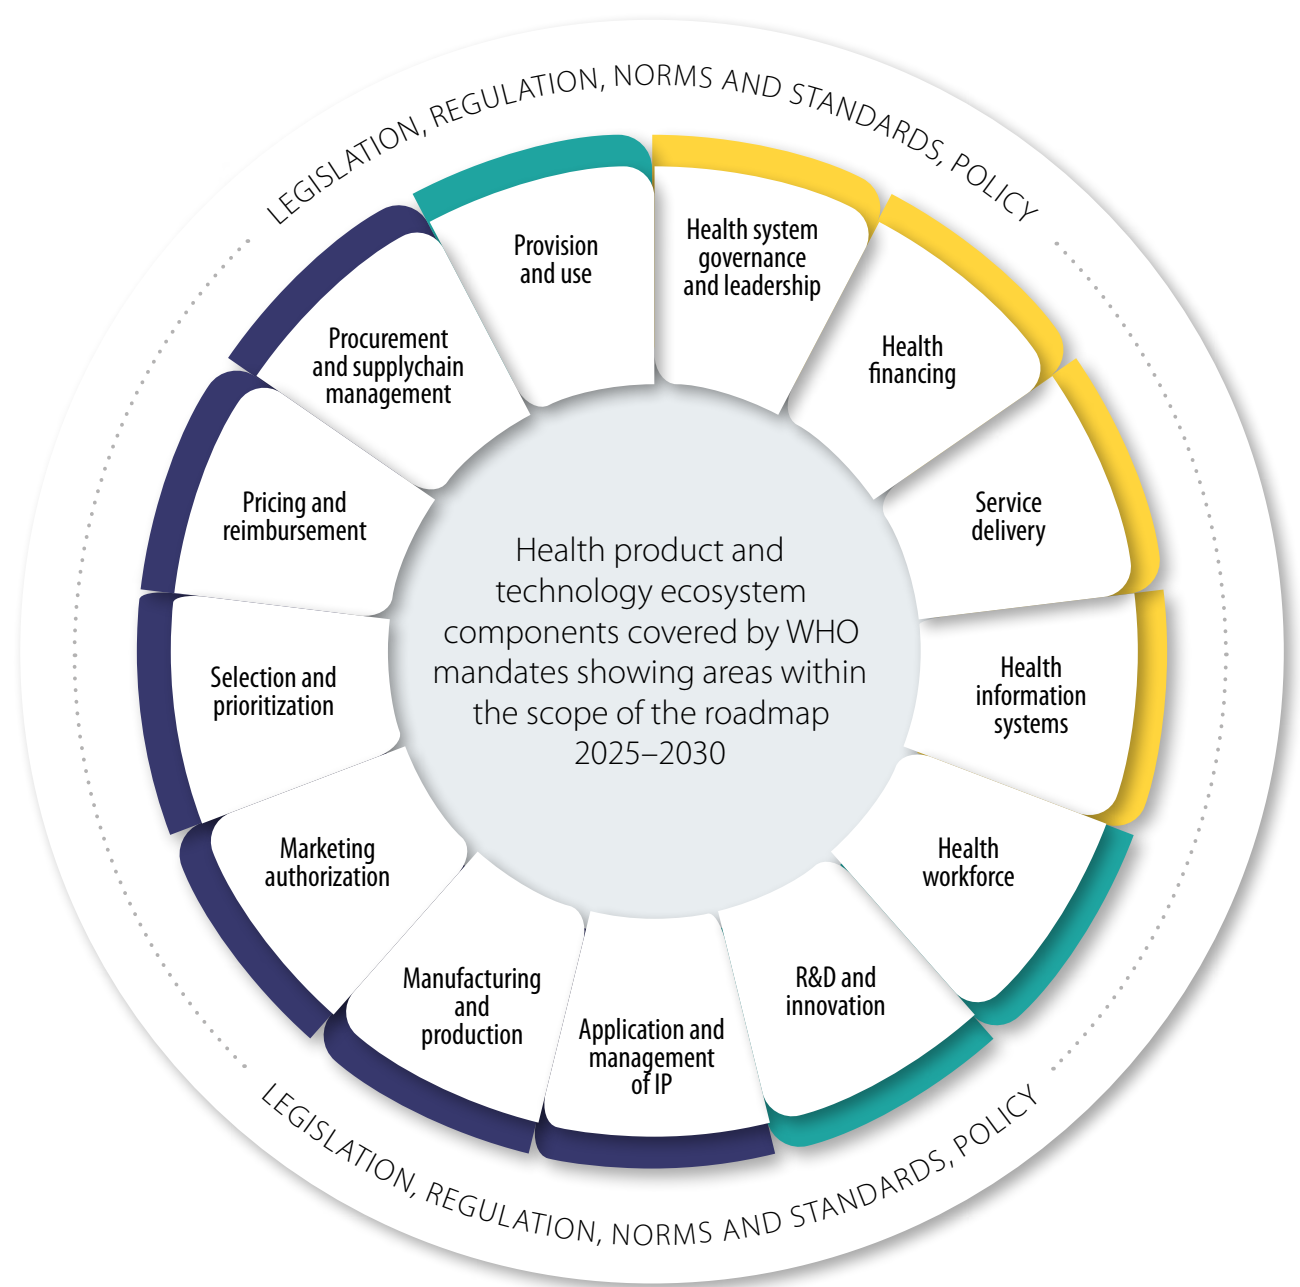 LEGISLATION, REGULATION, NORMS AND STANDARDS, POLICY
Health system
governance
and leadership
Health
financing
Service
delivery
Health
information
systems
Health
workforce
R&D and
innovation
Application and
management
of IP
Manufacturing
and
production
Marketing
authorization
Selection and
prioritization
Pricing and
reimbursement
Procurement
and supplychain
management
Provision
and use
Health product and
technology ecosystem
components covered by WHO
mandates showing areas within
the scope of the roadmap
2025–2030
LEGISLATION, REGULATION, NORMS AND STANDARDS, POLICY